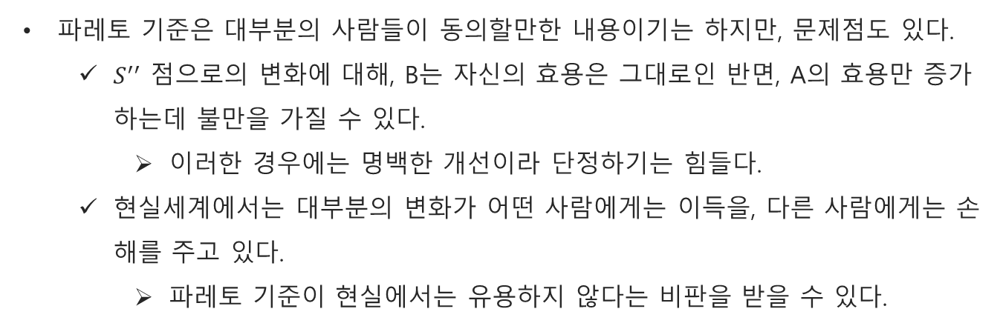 • 파레토 기준은 대부분의 사람들이 동의할만한 내용이기는 하지만, 문제점도 있다.
✓ S′′ 점으로의 변화에 대해, B는 자신의 효용은 그대로인 반면, A의 효용만 증가
하는데 불만을 가질 수 있다.
➢ 이러한 경우에는 명백한 개선이라 단정하기는 힘들다.
✓ 현실세계에서는 대부분의 변화가 어떤 사람에게는 이득을, 다른 사람에게는 손
해를 주고 있다.
➢ 파레토 기준이 현실에서는 유용하지 않다는 비판을 받을 수 있다.